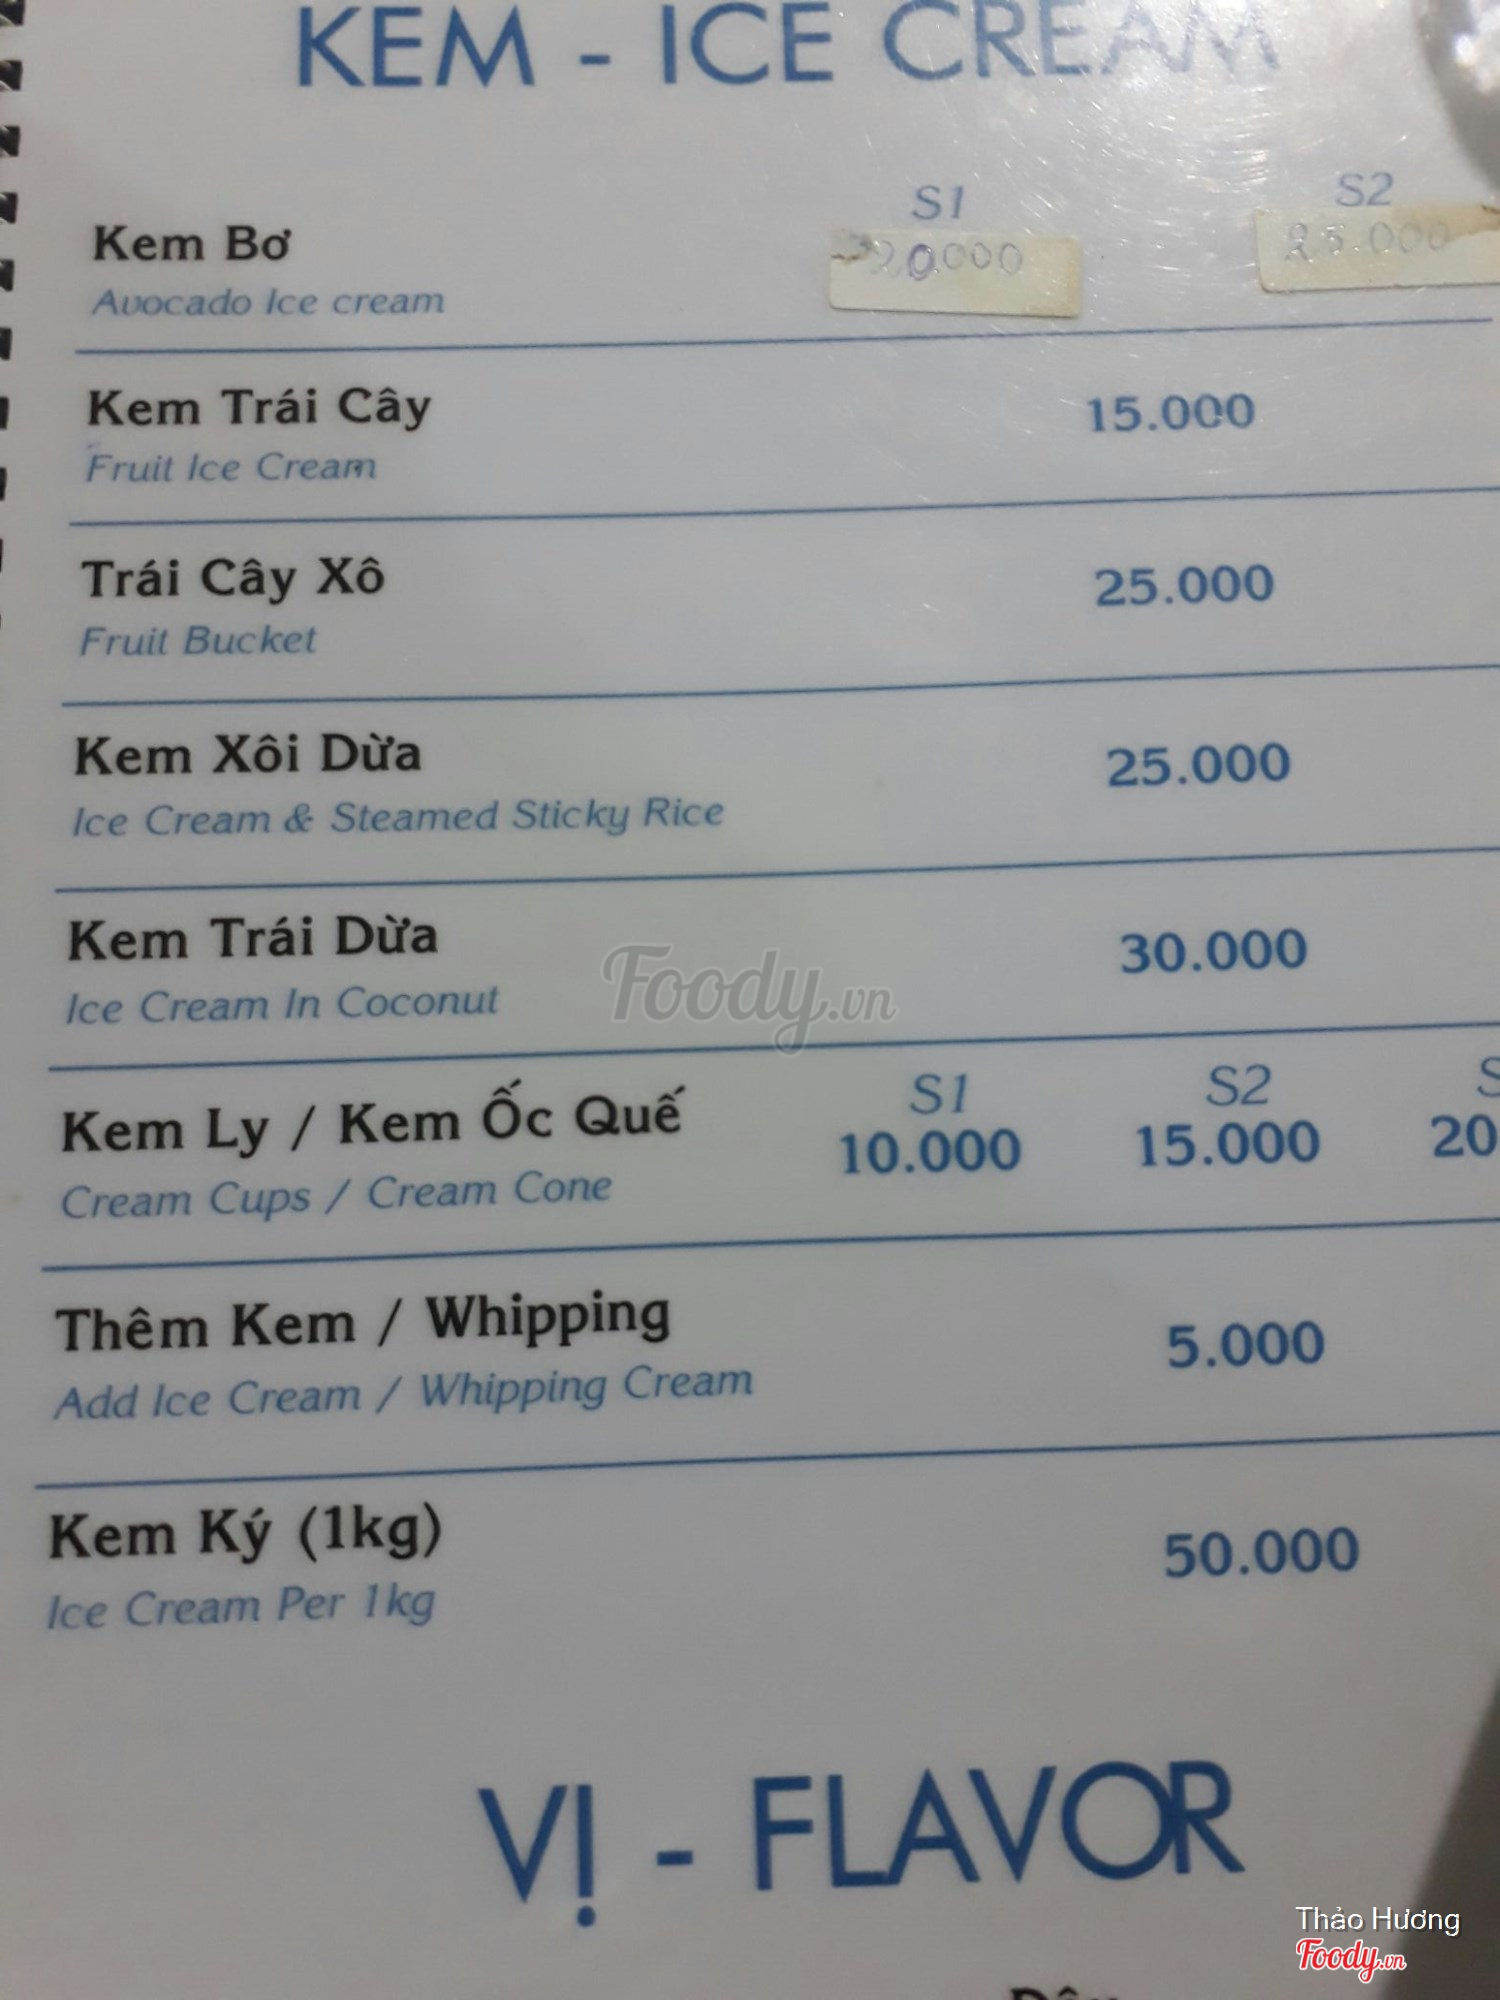 KEM - ICE CREAM
S1 S2
Kem Bơ 20.000 25.000
Avocado Ice cream
Kem Trái Cây 15.000
Fruit Ice Cream
Trái Cây Xô 25.000
Fruit Bucket
Kem Xôi Dừa 25.000
Ice Cream & Steamed Sticky Rice
Kem Trái Dừa 30.000
Ice Cream In Coconut
Foody.vn
S1 S2
Kem Ly / Kem Ốc Quế 10.000 15.000 20
Cream Cups / Cream Cone
Thêm Kem / Whipping 5.000
Add Ice Cream / Whipping Cream
Kem Ký (1kg) 50.000
Ice Cream Per 1kg
VỊ - FLAVOR
Thảo Hương
Foody.vn